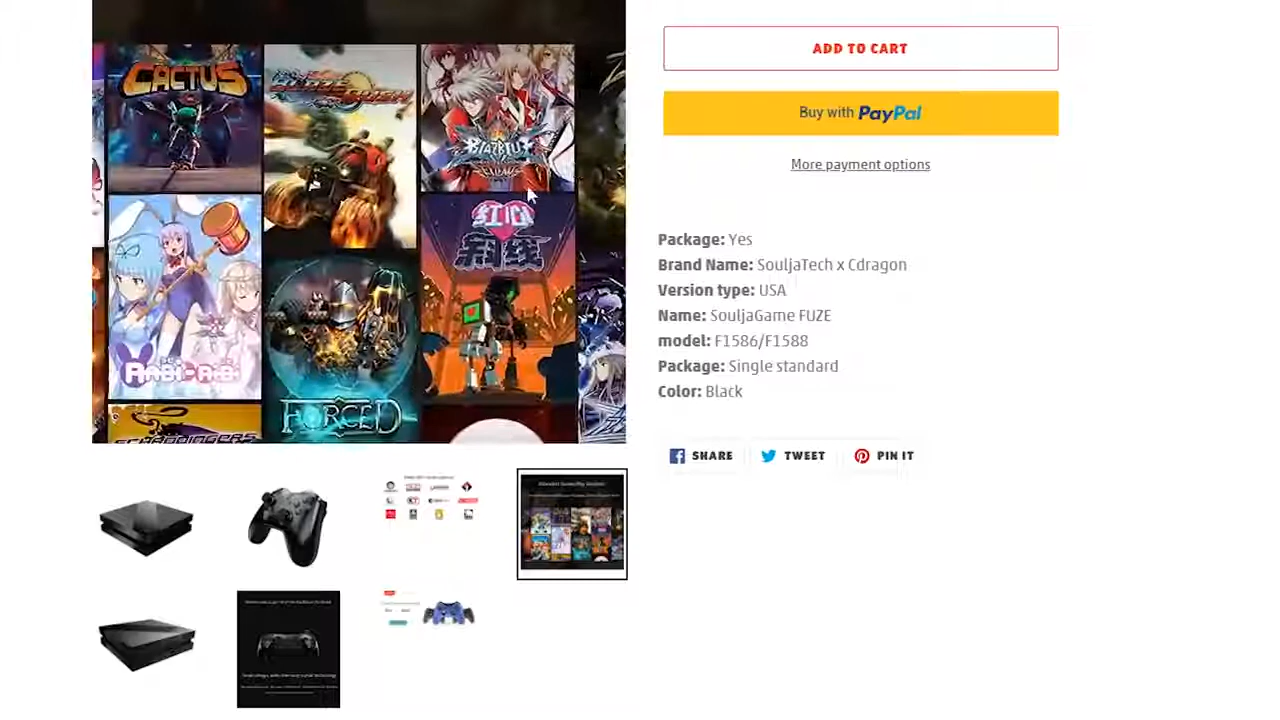 CACTUS
BLAZE RUSH
BLAZBLUE
RABI-RIBI
FORCED
ADD TO CART
Buy with PayPal
More payment options
Package: Yes
Brand Name: SouljaTech x Cdragon
Version type: USA
Name: SouljaGame FUZE
model: F1586/F1588
Package: Single standard
Color: Black
SHARE
TWEET
PIN IT